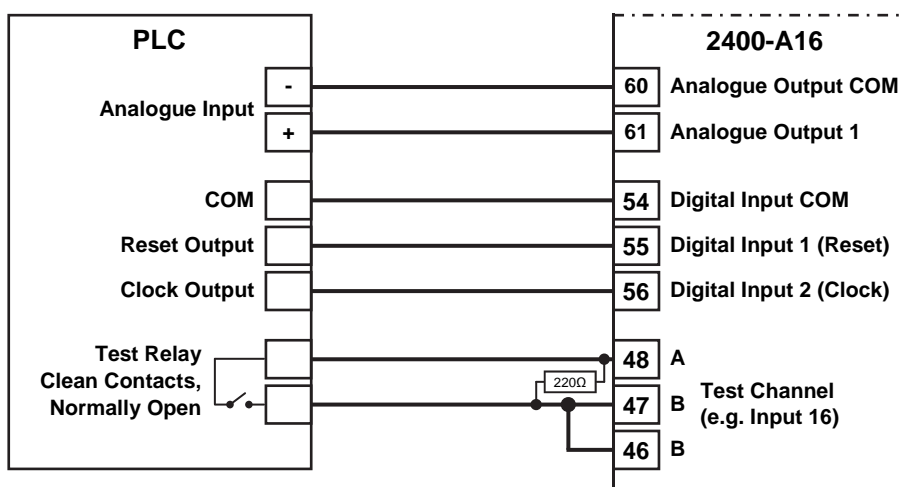 PLC
2400-A16
Analogue Input
-
60
Analogue Output COM
+
61
Analogue Output 1
COM
54
Digital Input COM
Reset Output
55
Digital Input 1 (Reset)
Clock Output
56
Digital Input 2 (Clock)
Test Relay
Clean Contacts,
Normally Open
220Ω
48
A
47
B
46
B
Test Channel
(e.g. Input 16)